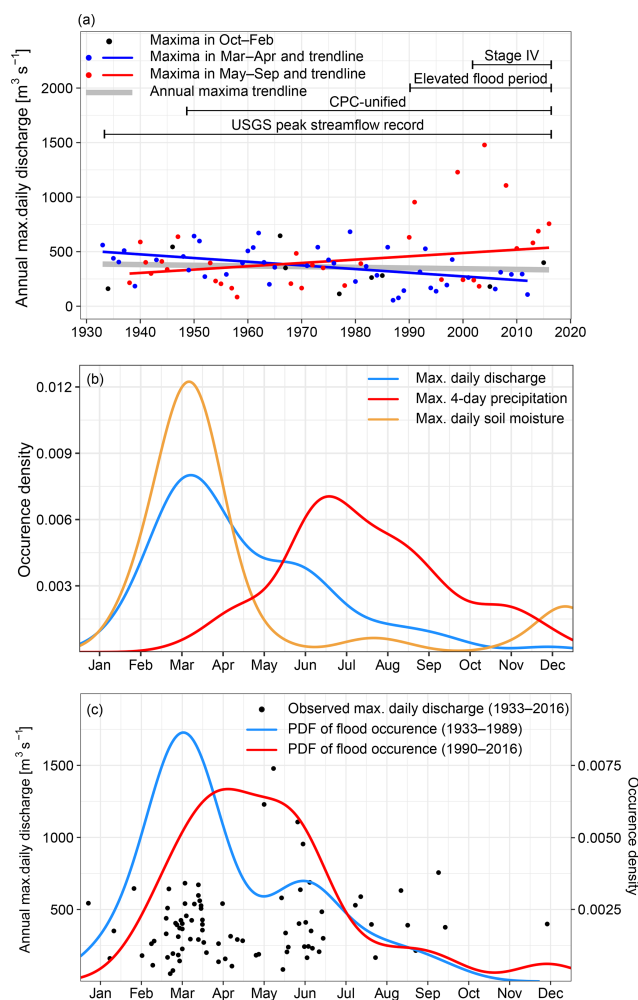 (a)
Maxima in Oct–Feb
Maxima in Mar–Apr and trendline
Maxima in May–Sep and trendline
Annual maxima trendline
Stage IV
Elevated flood period
CPC-unified
USGS peak streamflow record
Annual max.daily discharge [m³ s⁻¹]
2000
1500
1000
500
0
1930 1940 1950 1960 1970 1980 1990 2000 2010 2020
(b)
Max. daily discharge
Max. 4-day precipitation
Max. daily soil moisture
Occurence density
0.012
0.009
0.006
0.003
Jan Feb Mar Apr May Jun Jul Aug Sep Oct Nov Dec
(c)
Observed max. daily discharge (1933–2016)
PDF of flood occurence (1933–1989)
PDF of flood occurence (1990–2016)
Annual max.daily discharge [m³ s⁻¹]
1500
1000
500
0.0075
0.0050
0.0025
Occurence density
Jan Feb Mar Apr May Jun Jul Aug Sep Oct Nov Dec